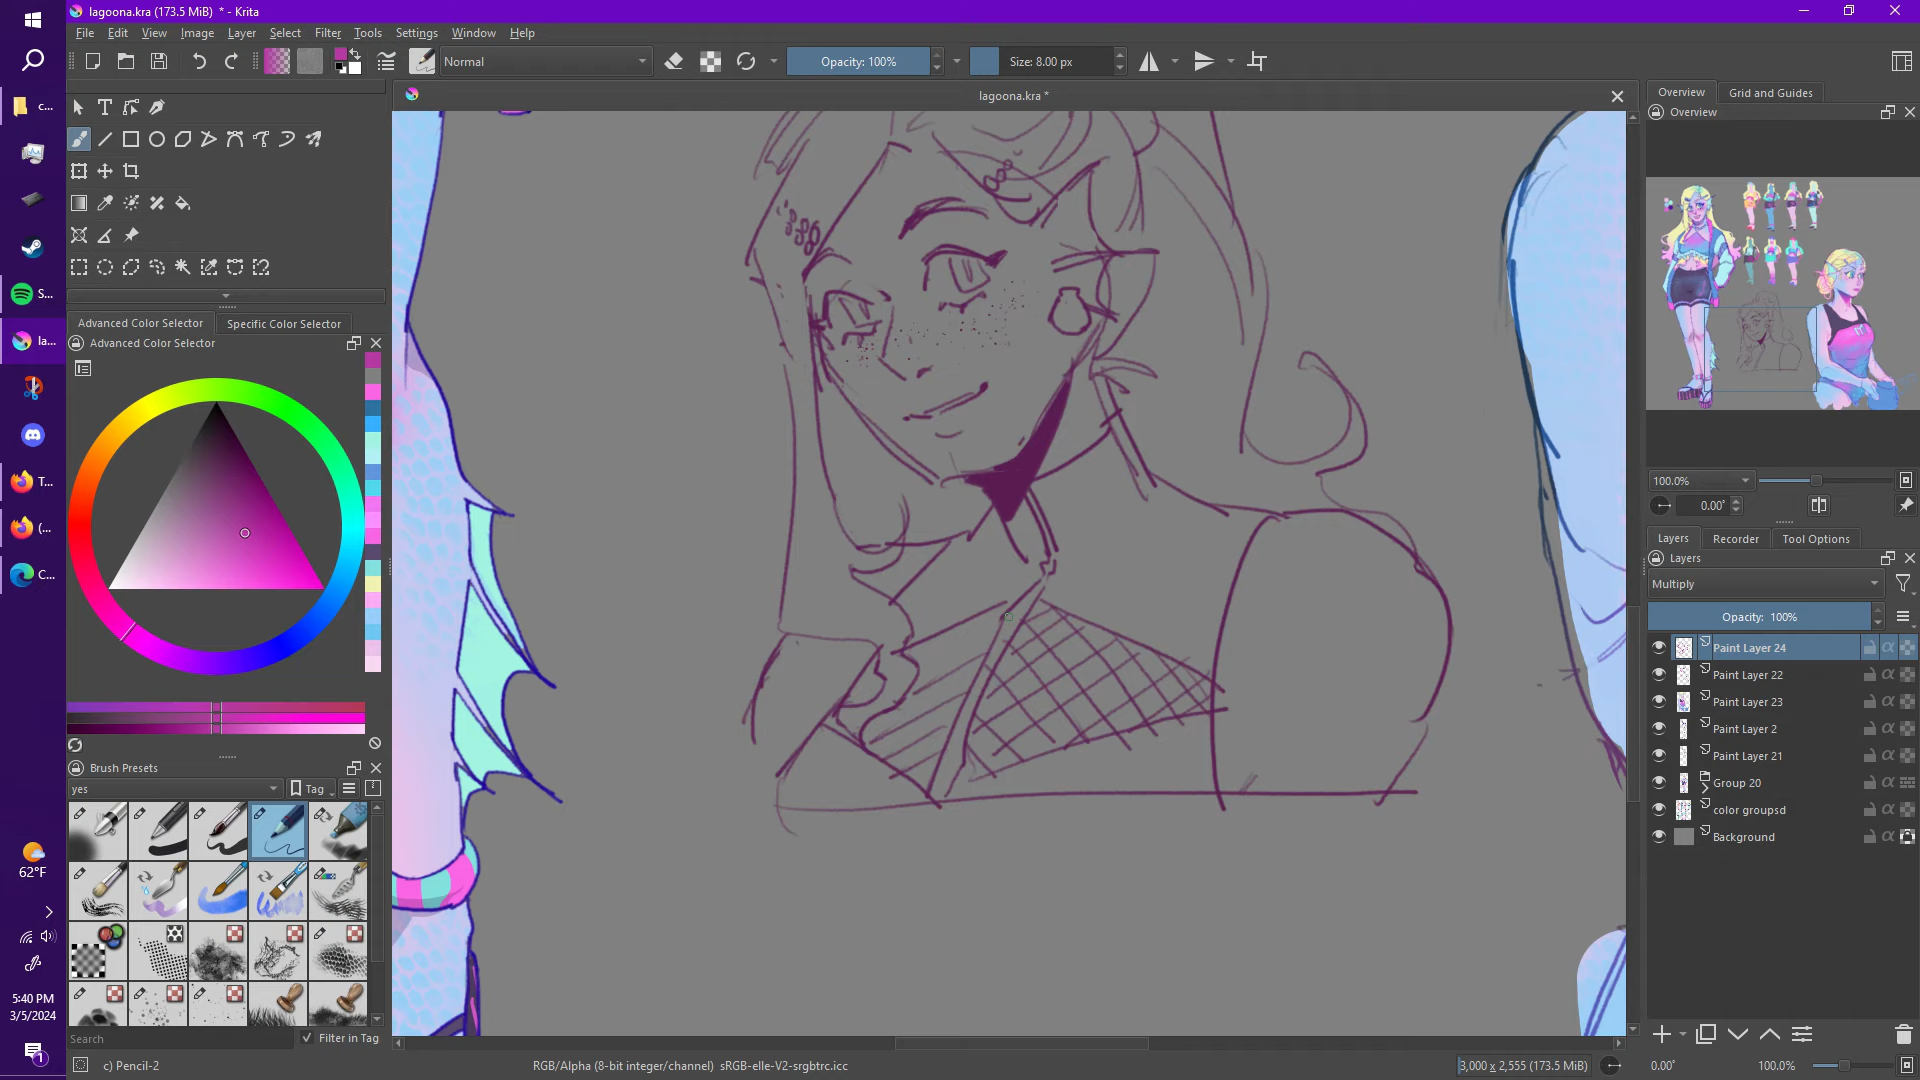 lagoona.kra (173.5 MiB) * - Krita
File Edit View Image Layer Select Filter Tools Settings Window Help
Normal
Opacity: 100%
Size: 8.00 px
lagoona.kra *
Overview Grid and Guides
Overview
c...
S...
la...
T...
(...
C...
Advanced Color Selector Specific Color Selector
Advanced Color Selector
100.0%
0.00°
Layers Recorder Tool Options
Layers
Multiply
Opacity: 100%
Paint Layer 24
Paint Layer 22
Paint Layer 23
Paint Layer 2
Paint Layer 21
Group 20
color groupsd
Background
Brush Presets
yes
Tag
62°F
5:40 PM
3/5/2024
1
Search
Filter in Tag
c) Pencil-2
RGB/Alpha (8-bit integer/channel) sRGB-elle-V2-srgbtrc.icc
3,000 x 2,555 (173.5 MiB)
0.00°
100.0%